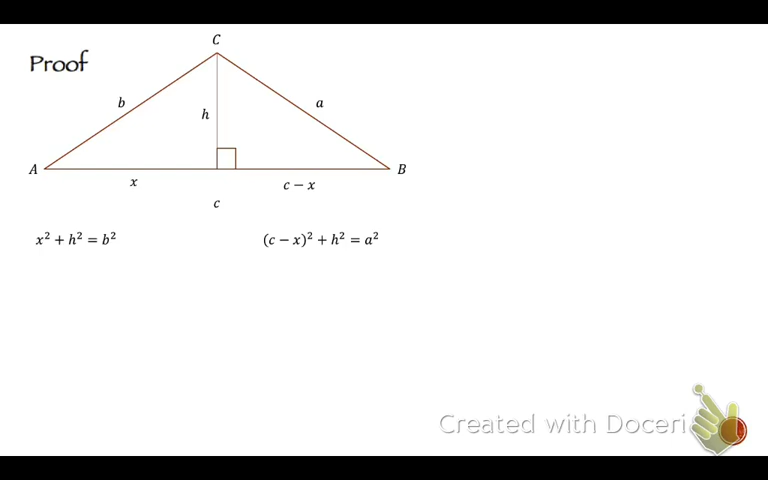 C
Proof
b
a
h
A
B
x
c − x
c
x² + h² = b²
(c − x)² + h² = a²
Created with Doceri